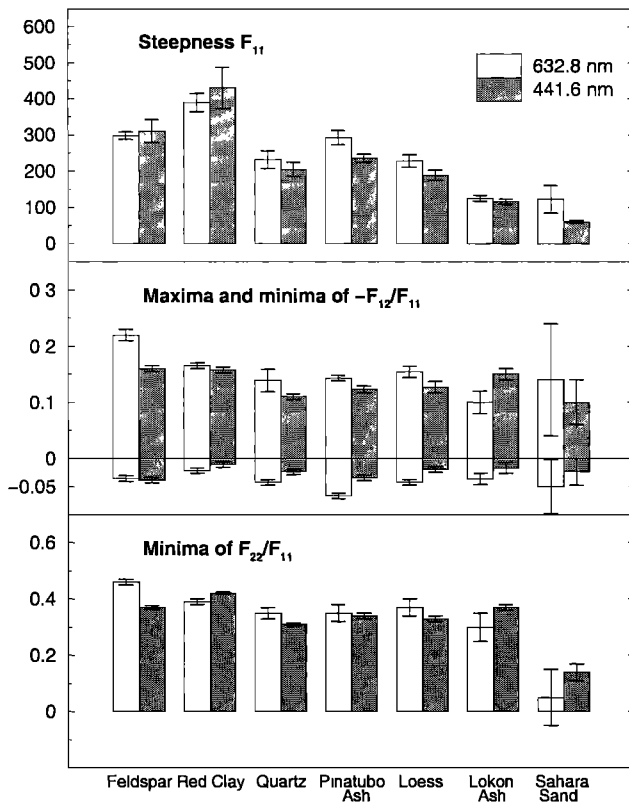 600
500
400
300
200
100
0
Steepness F11
632.8 nm
441.6 nm
0 3
0 2
0.1
0
−0.05
Maxima and minima of −F12/F11
0.6
0.4
0.2
0
Minima of F22/F11
Feldspar Red Clay Quartz Pinatubo Ash Loess Lokon Ash Sahara Sand